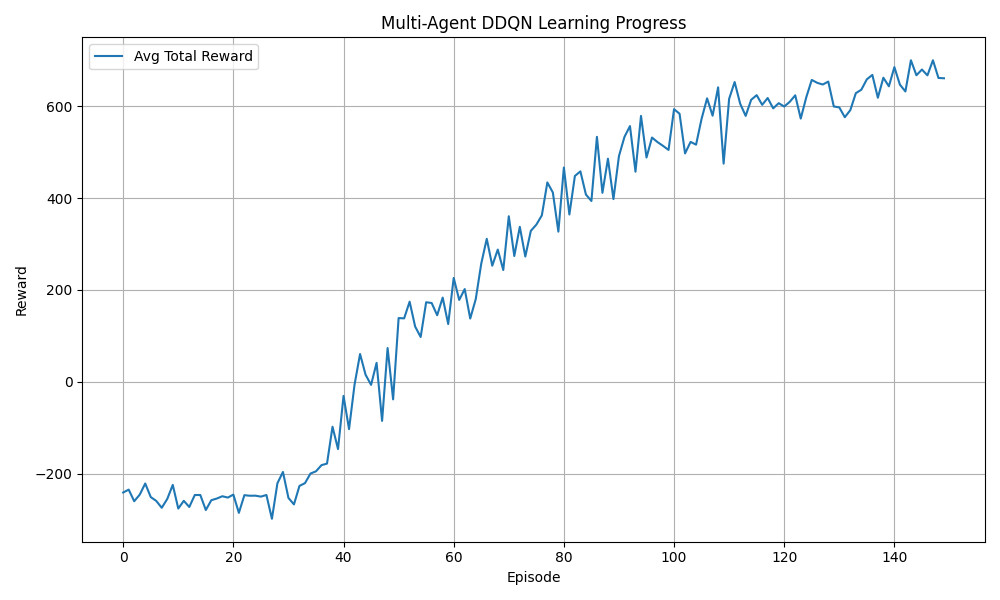 Multi-Agent DDQN Learning Progress
Avg Total Reward
600
400
200
0
−200
Reward
0 20 40 60 80 100 120 140
Episode